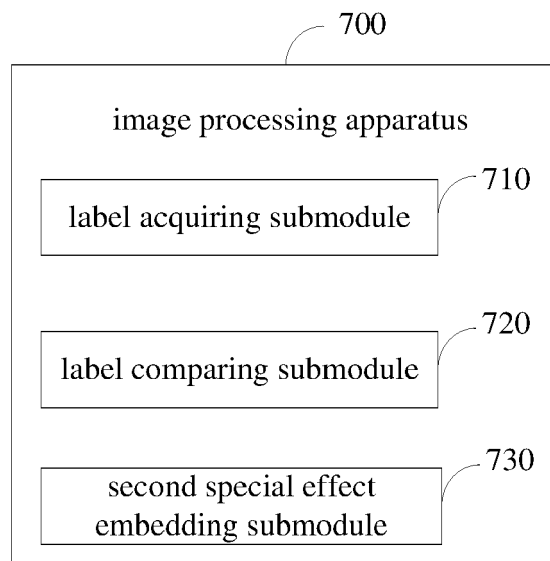 700
image processing apparatus
710
label acquiring submodule
720
label comparing submodule
730
second special effect
embedding submodule